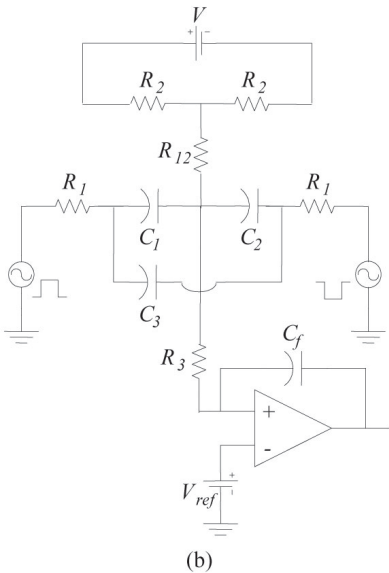 V
+ -
R2 R2
R12
R1 R1
C1 C2
C3
R3
Cf
+
-
+
Vref -
(b)